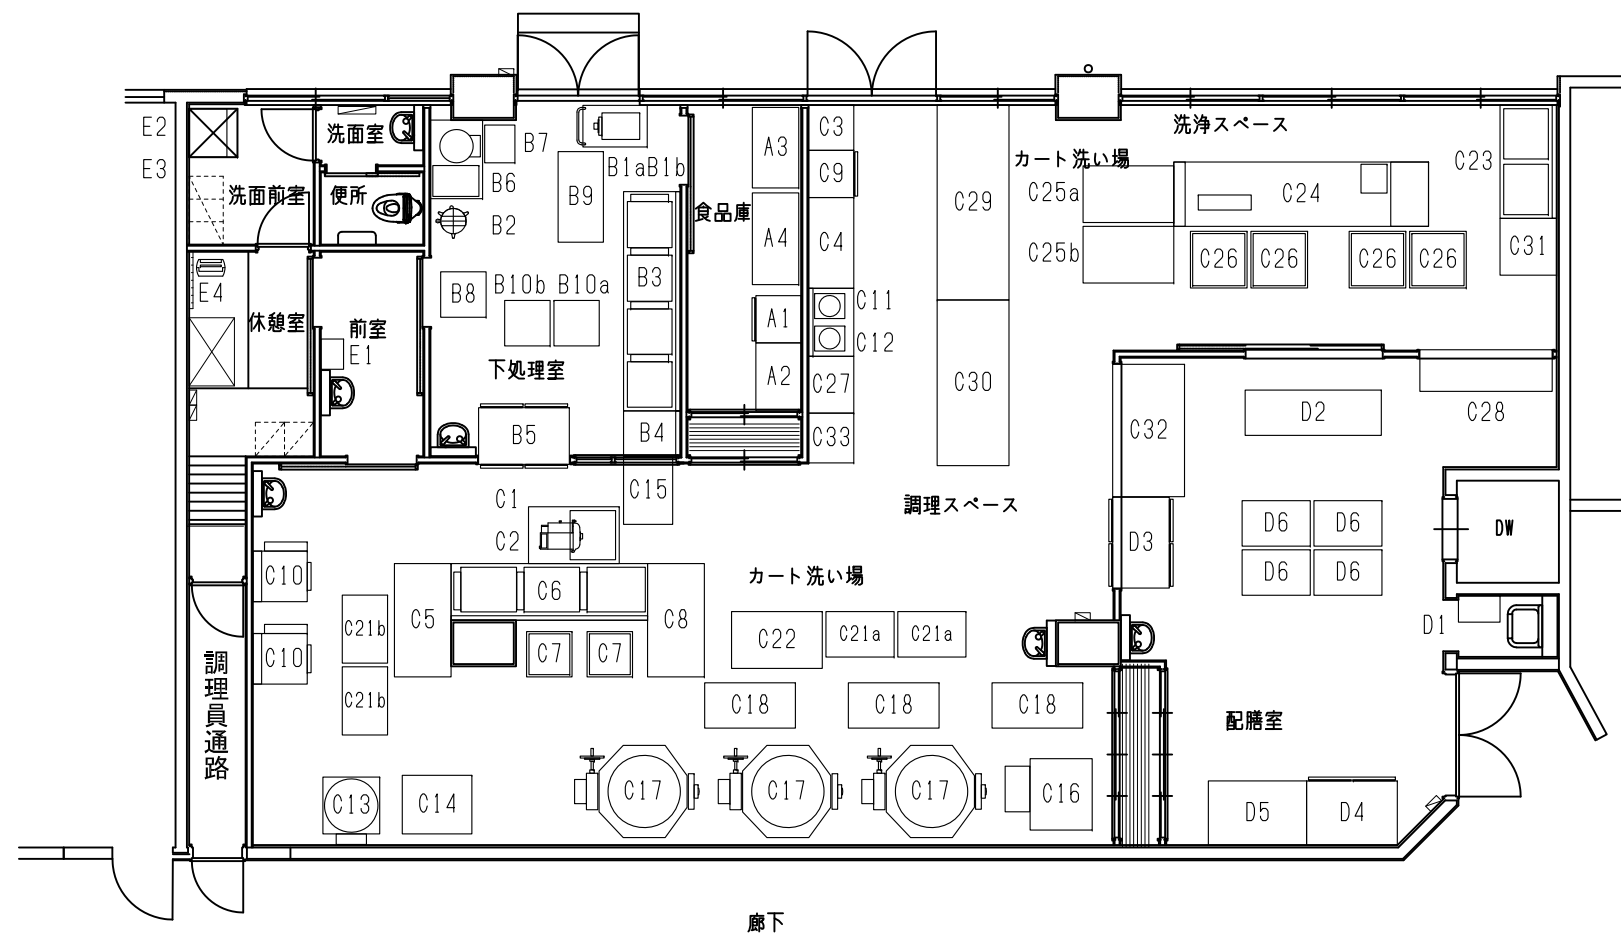 E2
E3
洗面室
洗面前室
便所
E4
休憩室
前室
E1
B7
B6
B2
B1aB1b
B9
B3
B8
B10b
B10a
下処理室
B5
B4
食品庫
A3
A4
A1
A2
C3
C9
C4
C11
C12
C27
C33
C29
C30
カート洗い場
洗浄スペース
C25a
C25b
C24
C23
C26
C26
C26
C26
C31
C28
D2
C32
D3
D6
D6
D6
D6
DW
D1
調理スペース
C15
C1
C2
C10
C10
C21b
C21b
C5
C6
C7
C7
C8
カート洗い場
C22
C21a
C21a
C18
C18
C18
C13
C14
C17
C17
C17
C16
配膳室
D5
D4
調理員通路
廊下